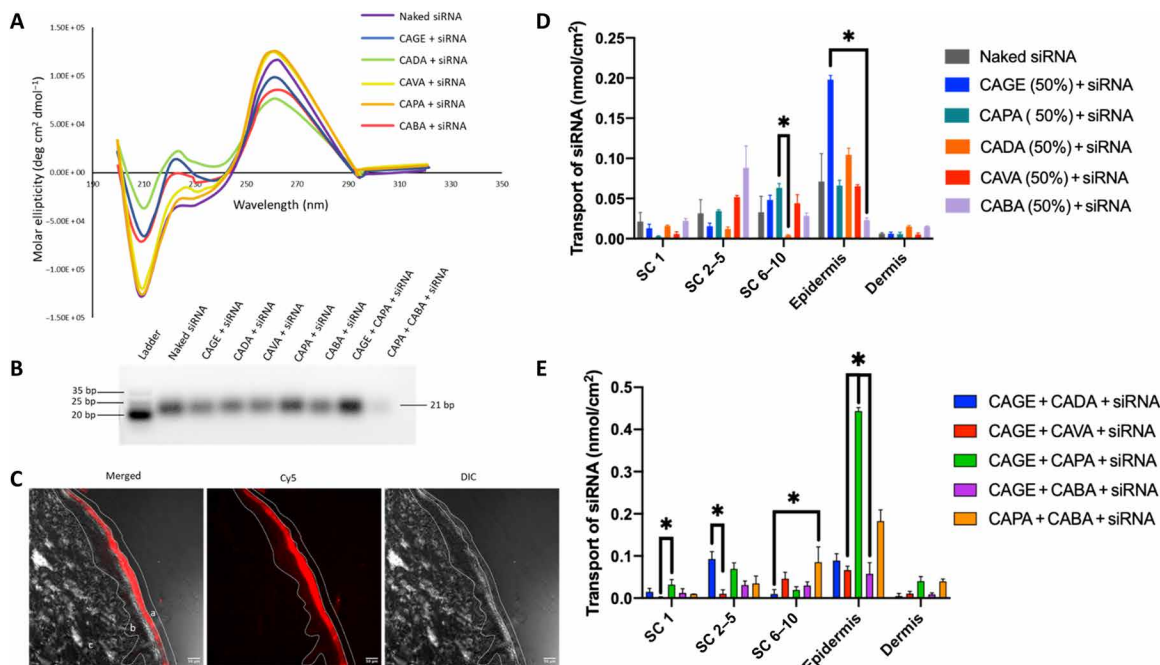 A
1.50E + 05
1.00E + 05
5.00E + 04
0.00E + 00
-5.00E + 04
-1.00E + 05
-1.50E + 05
Molar ellipticity (deg cm² dmol⁻¹)
190
210
230
250
270
290
310
330
350
Wavelength (nm)
Naked siRNA
CAGE + siRNA
CADA + siRNA
CAVA + siRNA
CAPA + siRNA
CABA + siRNA
B
Ladder
Naked siRNA
CAGE + siRNA
CADA + siRNA
CAVA + siRNA
CAPA + siRNA
CABA + siRNA
CAGE + CAPA + siRNA
CAPA + CABA + siRNA
35 bp
25 bp
20 bp
21 bp
C
Merged
Cy5
DIC
a
b
c
D
Transport of siRNA (nmol/cm²)
0.25
0.20
0.15
0.10
0.05
0.00
*
*
SC 1
SC 2–5
SC 6–10
Epidermis
Dermis
Naked siRNA
CAGE (50%) + siRNA
CAPA ( 50%) + siRNA
CADA (50%) + siRNA
CAVA (50%) + siRNA
CABA (50%) + siRNA
E
Transport of siRNA (nmol/cm²)
0.5
0.4
0.3
0.2
0.1
0.0
*
*
*
*
SC 1
SC 2–5
SC 6–10
Epidermis
Dermis
CAGE + CADA + siRNA
CAGE + CAVA + siRNA
CAGE + CAPA + siRNA
CAGE + CABA + siRNA
CAPA + CABA + siRNA